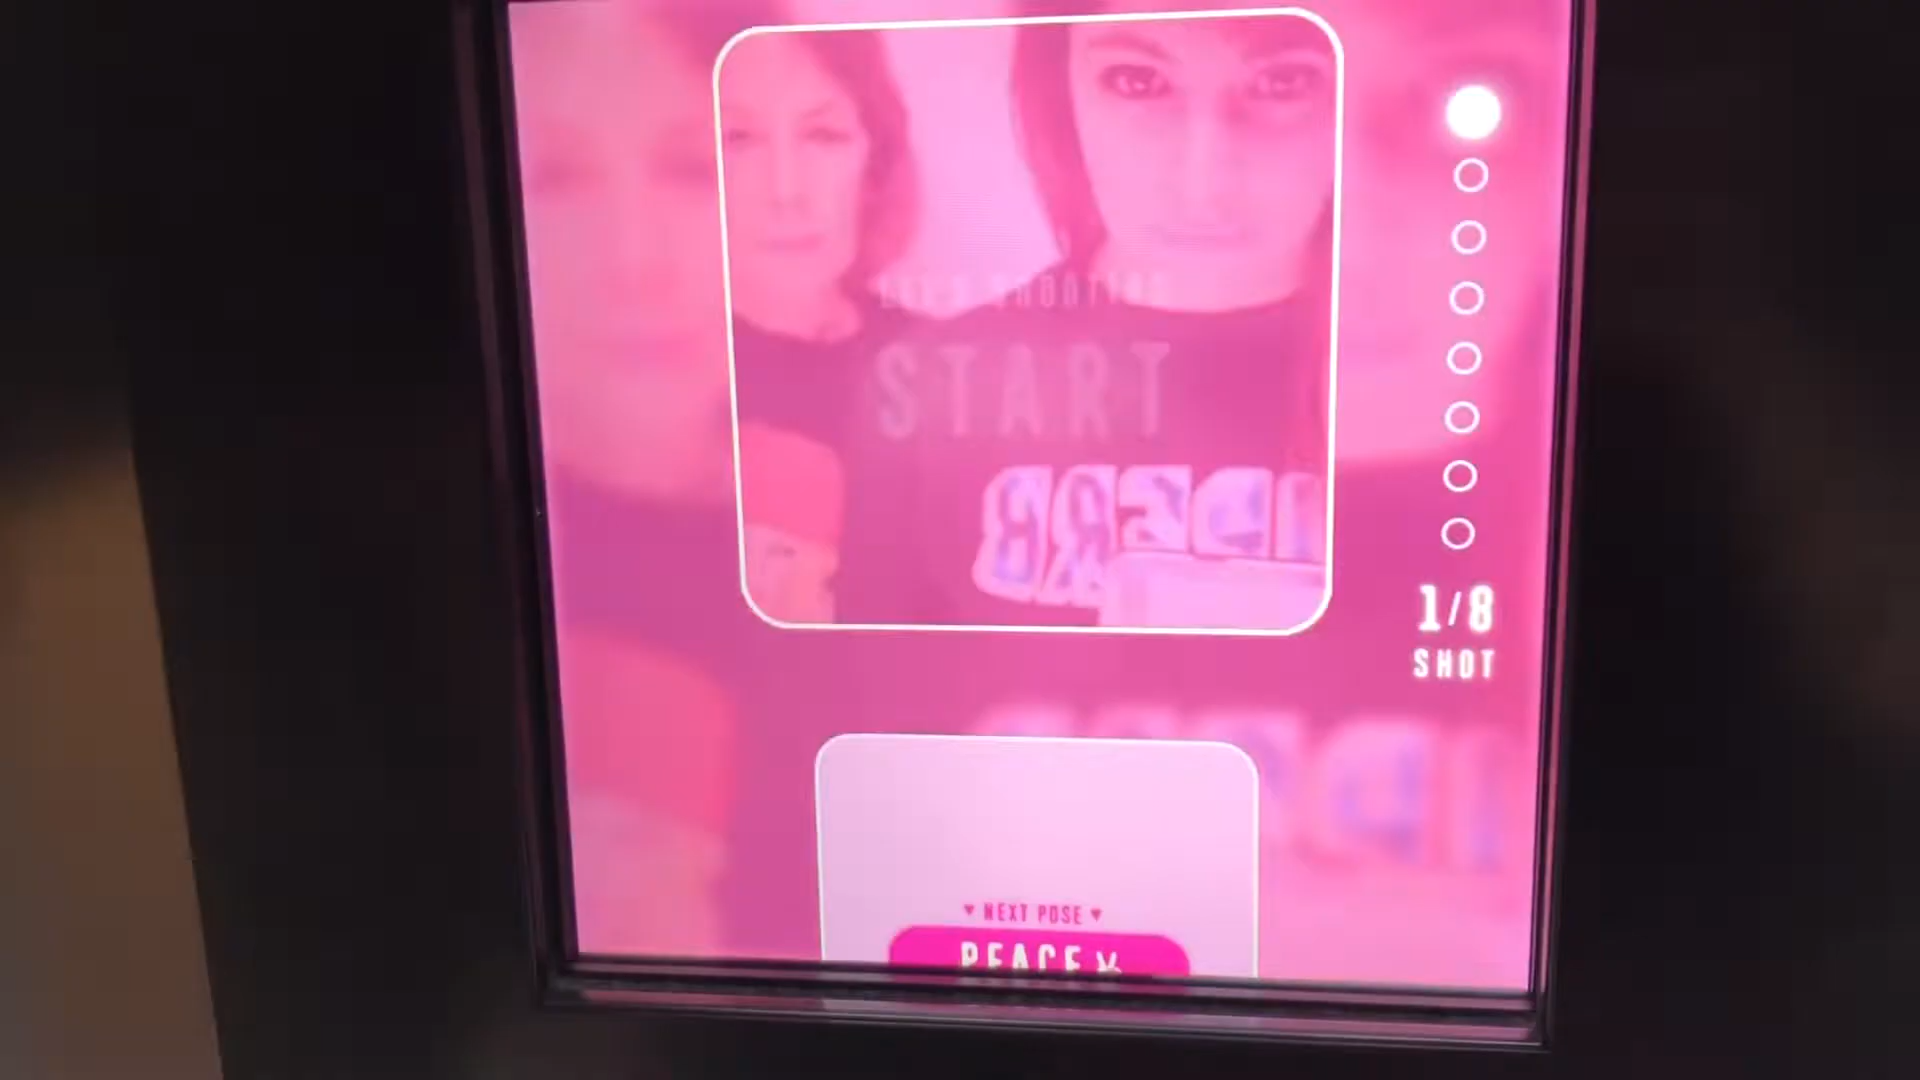 START
1/8
SHOT
♥ NEXT POSE ♥
PEACE